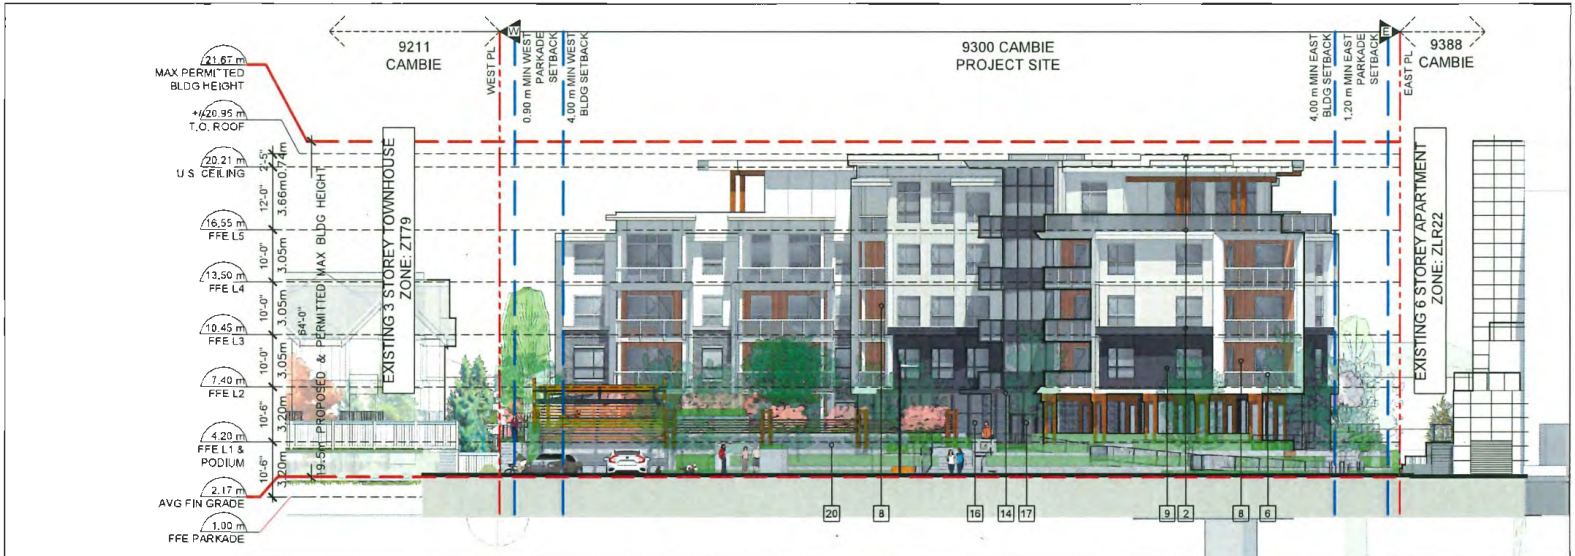 9211
CAMBIE
WEST PL
W
0.90 m MIN WEST
PARKADE
SETBACK
4.00 m MIN WEST
BLDG SETBACK
9300 CAMBIE
PROJECT SITE
4.00 m MIN EAST
BLDG SETBACK
1.20 m MIN EAST
PARKADE
SETBACK
E
EAST PL
9388
CAMBIE
21.67 m
MAX PERMITTED
BLDG HEIGHT
+/-20.95 m
T.O. ROOF
20.21 m
U.S. CEILING
16.55 m
FFE L5
13.50 m
FFE L4
10.45 m
FFE L3
7.40 m
FFE L2
4.20 m
FFE L1 &
PODIUM
2.17 m
AVG FIN GRADE
1.00 m
FFE PARKADE
2'-5"
0.74m
12'-0"
3.66m
10'-0"
3.05m
10'-0"
3.05m
10'-0"
3.05m
10'-6"
3.20m
10'-6"
3.20m
64'-0"
19.5m PROPOSED & PERMITTED MAX BLDG HEIGHT
EXISTING 3 STOREY TOWNHOUSE
ZONE: ZT79
EXISTING 6 STOREY APARTMENT
ZONE: ZLR22
20
8
16
14
17
9
2
8
6